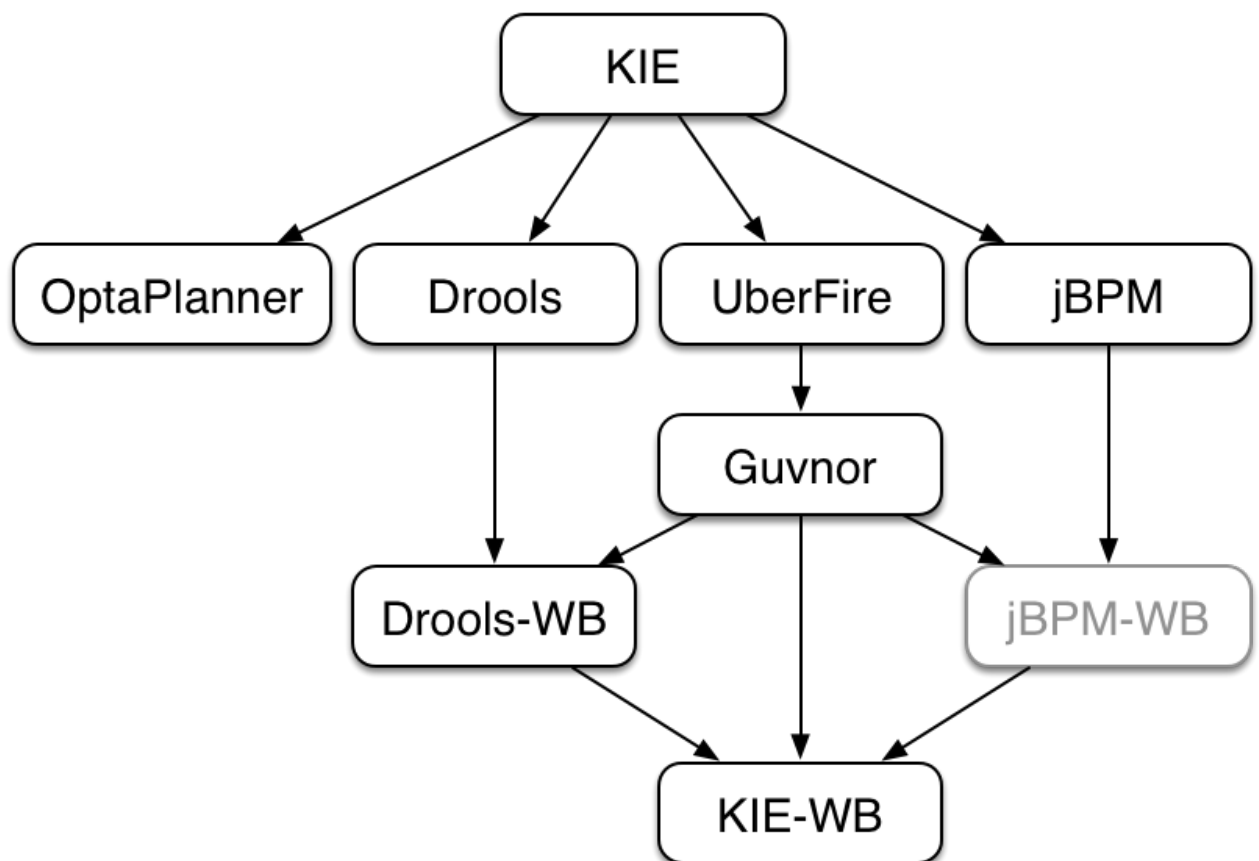 KIE
OptaPlanner
Drools
UberFire
jBPM
Guvnor
Drools-WB
jBPM-WB
KIE-WB